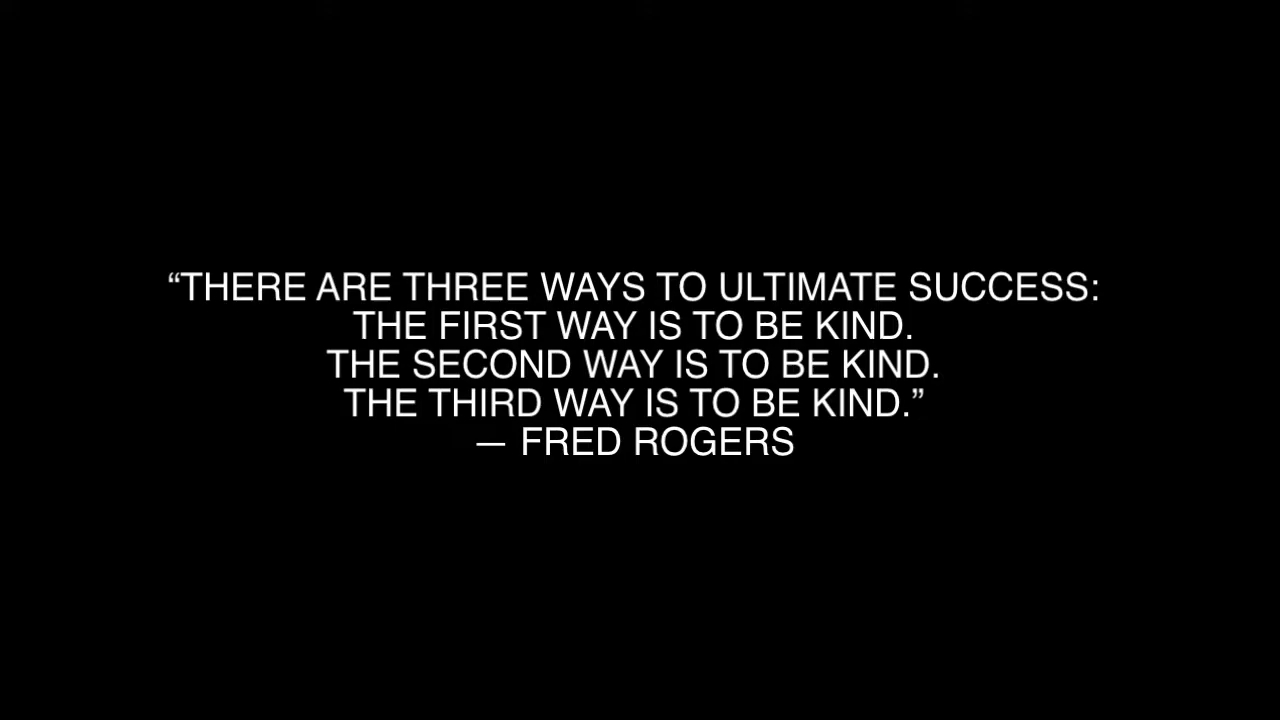 “THERE ARE THREE WAYS TO ULTIMATE SUCCESS:
THE FIRST WAY IS TO BE KIND.
THE SECOND WAY IS TO BE KIND.
THE THIRD WAY IS TO BE KIND.”
— FRED ROGERS